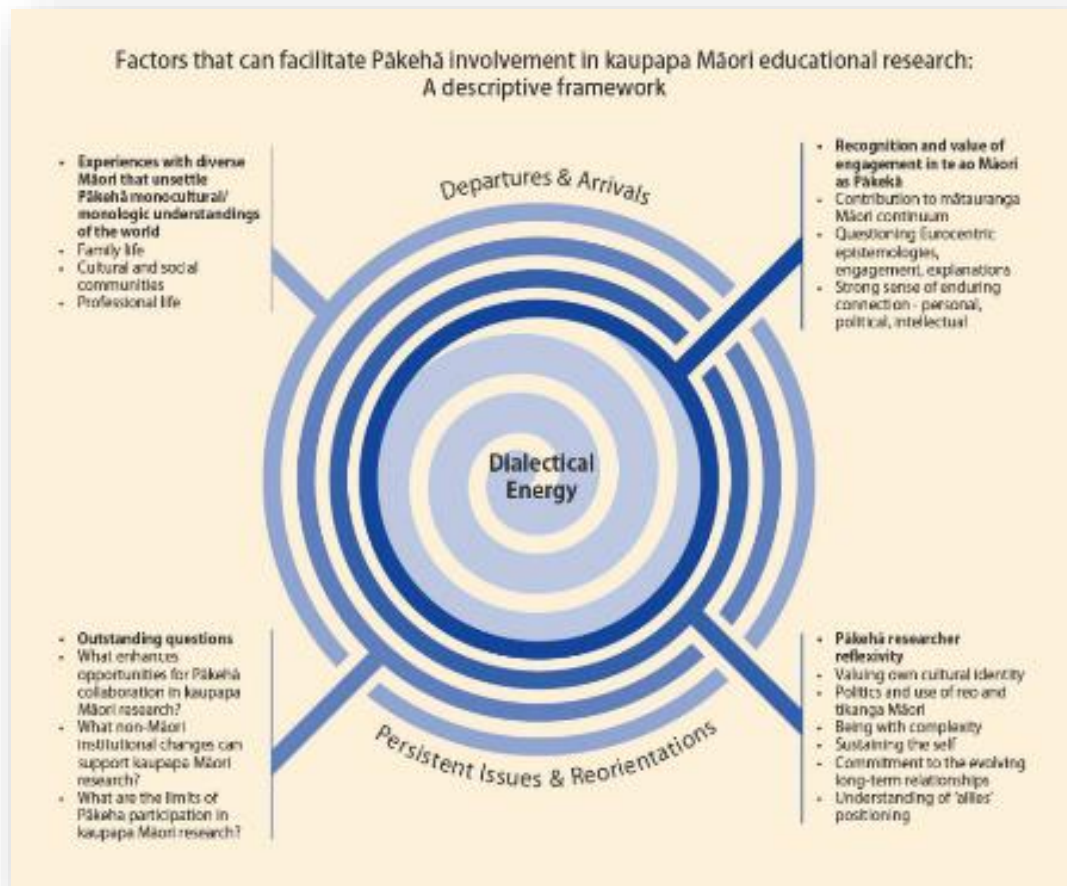 Factors that can facilitate Pākehā involvement in kaupapa Māori educational research:
A descriptive framework
• Experiences with diverse
Māori that unsettle
Pākehā monocultural/
monologic understandings
of the world
• Family life
• Cultural and social
communities
• Professional life
Departures & Arrivals
• Recognition and value of
engagement in te ao Māori
as Pākekā
• Contribution to mātauranga
Māori continuum
• Questioning Eurocentric
epistemologies,
engagement, explanations
• Strong sense of enduring
connection - personal,
political, intellectual
Dialectical
Energy
• Outstanding questions
• What enhances
opportunities for Pākehā
collaboration in kaupapa
Māori research?
• What non-Māori
institutional changes can
support kaupapa Māori
research?
• What are the limits of
Pākeha participation in
kaupapa Māori research?
Persistent Issues & Reorientations
• Pākehā researcher
reflexivity
• Valuing own cultural identity
• Politics and use of reo and
tikanga Māori
• Being with complexity
• Sustaining the self
• Commitment to the evolving
long-term relationships
• Understanding of 'allies'
positioning